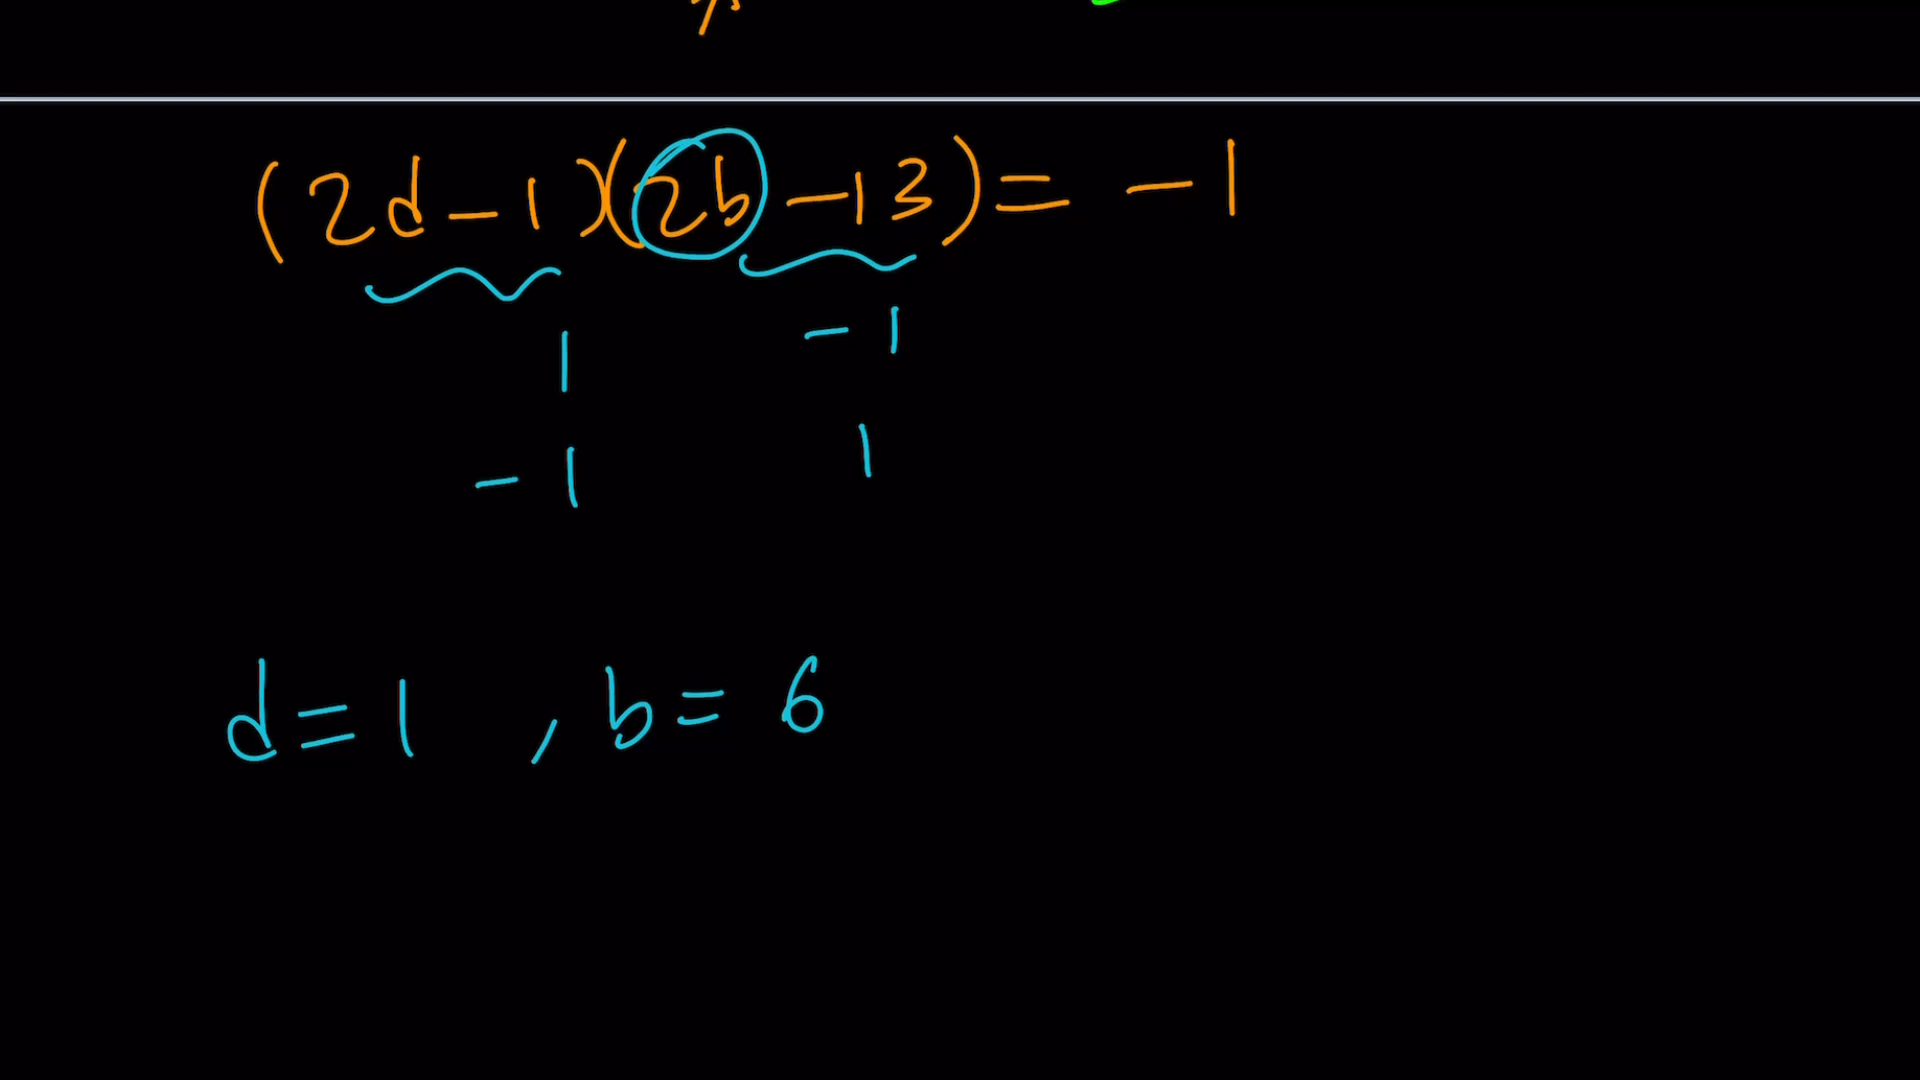 (2d-1)(2b-13)=-1
1 -1
-1 1
d=1 , b=6